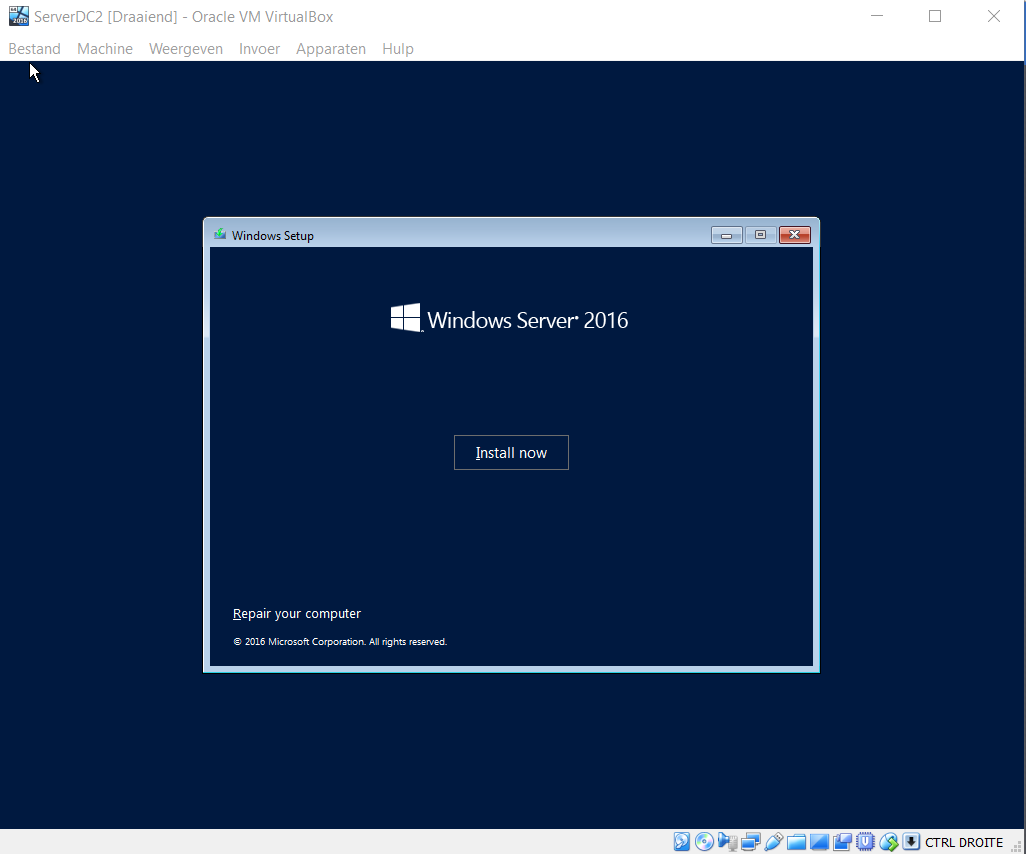 ServerDC2 [Draaiend] - Oracle VM VirtualBox
Bestand Machine Weergeven Invoer Apparaten Hulp
Windows Setup
Windows Server® 2016
Install now
Repair your computer
© 2016 Microsoft Corporation. All rights reserved.
CTRL DROITE